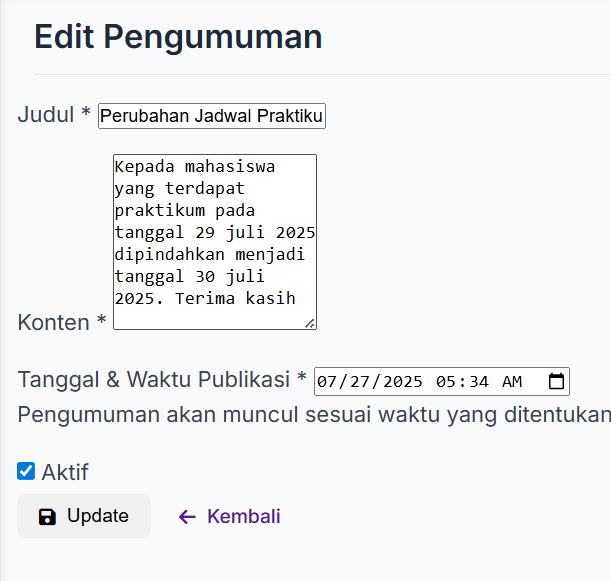 Edit Pengumuman
Judul * Perubahan Jadwal Praktiku
Kepada mahasiswa
yang terdapat
praktikum pada
tanggal 29 juli 2025
dipindahkan menjadi
tanggal 30 juli
2025. Terima kasih
Konten *
Tanggal & Waktu Publikasi * 07/27/2025 05:34 AM
Pengumuman akan muncul sesuai waktu yang ditentukan
Aktif
Update
Kembali